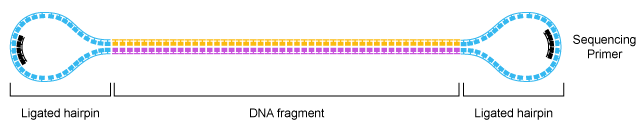 Sequencing
Primer
Ligated hairpin
DNA fragment
Ligated hairpin